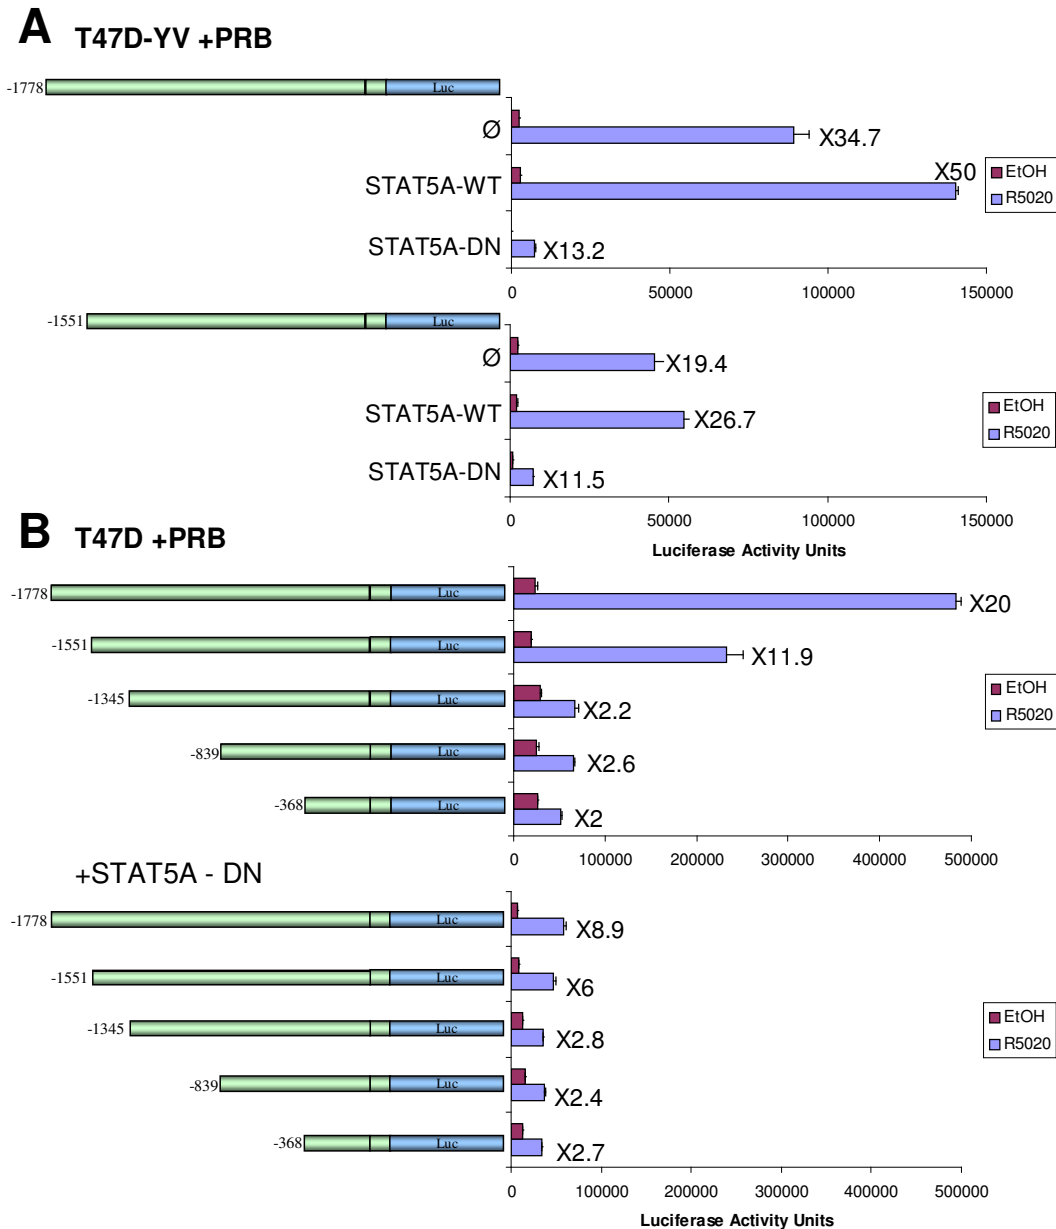 A T47D-YV +PRB
-1778 Luc
Ø X34.7
STAT5A-WT X50
STAT5A-DN X13.2
EtOH
R5020
0 50000 100000 150000
-1551 Luc
Ø X19.4
STAT5A-WT X26.7
STAT5A-DN X11.5
EtOH
R5020
0 50000 100000 150000
Luciferase Activity Units
B T47D +PRB
-1778 Luc X20
-1551 Luc X11.9
-1345 Luc X2.2
-839 Luc X2.6
-368 Luc X2
EtOH
R5020
0 100000 200000 300000 400000 500000
+STAT5A - DN
-1778 Luc X8.9
-1551 Luc X6
-1345 Luc X2.8
-839 Luc X2.4
-368 Luc X2.7
EtOH
R5020
0 100000 200000 300000 400000 500000
Luciferase Activity Units